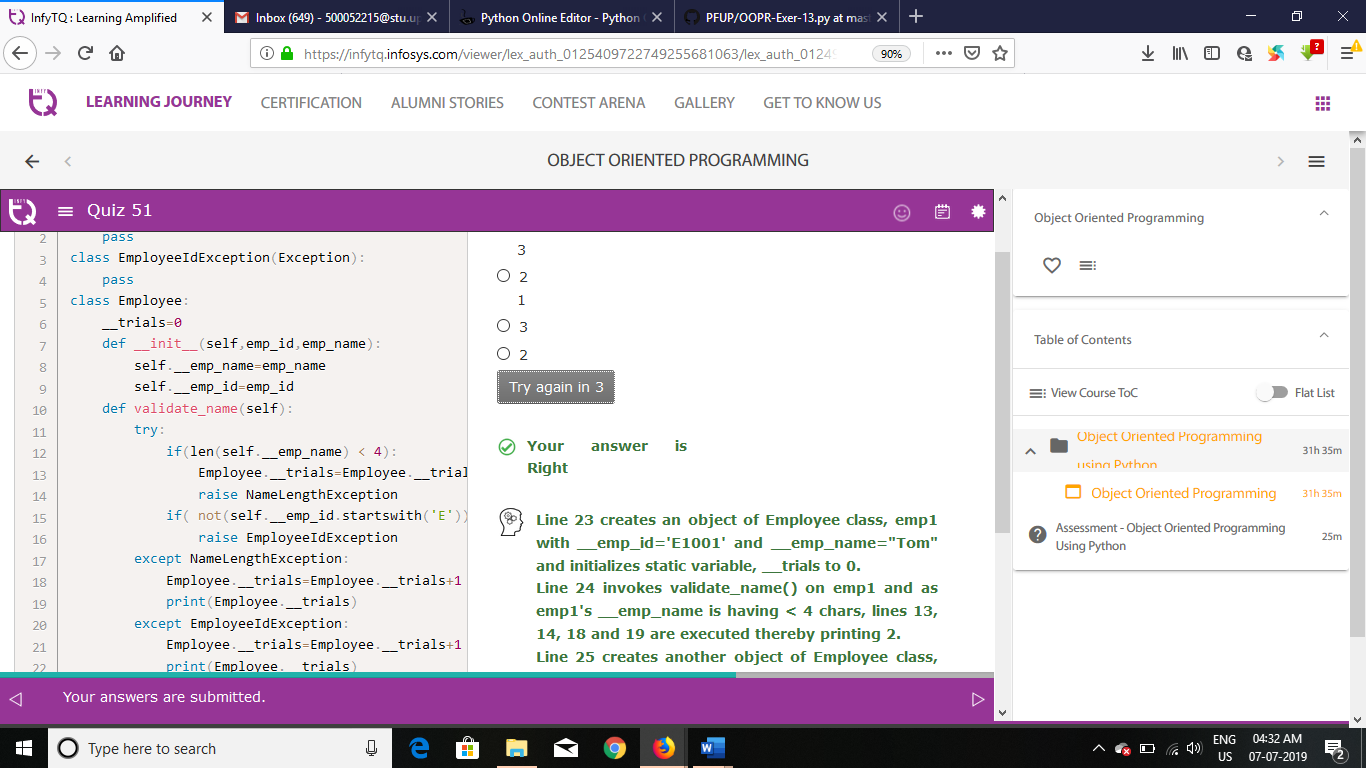 InfyTQ : Learning Amplified
Inbox (649) - 500052215@stu.up
Python Online Editor - Python
PFUP/OOPR-Exer-13.py at mas
https://infytq.infosys.com/viewer/lex_auth_0125409722749255681063/lex_auth_0124
90%
LEARNING JOURNEY
CERTIFICATION
ALUMNI STORIES
CONTEST ARENA
GALLERY
GET TO KNOW US
OBJECT ORIENTED PROGRAMMING
Quiz 51
2 pass
3 class EmployeeIdException(Exception):
4 pass
5 class Employee:
6 __trials=0
7 def __init__(self,emp_id,emp_name):
8 self.__emp_name=emp_name
9 self.__emp_id=emp_id
10 def validate_name(self):
11 try:
12 if(len(self.__emp_name) < 4):
13 Employee.__trials=Employee.__trial
14 raise NameLengthException
15 if( not(self.__emp_id.startswith('E'))
16 raise EmployeeIdException
17 except NameLengthException:
18 Employee.__trials=Employee.__trials+1
19 print(Employee.__trials)
20 except EmployeeIdException:
21 Employee.__trials=Employee.__trials+1
22 print(Employee.__trials)
3
2
1
3
2
Try again in 3
Your answer is
Right
Line 23 creates an object of Employee class, emp1
with __emp_id='E1001' and __emp_name="Tom"
and initializes static variable, __trials to 0.
Line 24 invokes validate_name() on emp1 and as
emp1's __emp_name is having < 4 chars, lines 13,
14, 18 and 19 are executed thereby printing 2.
Line 25 creates another object of Employee class,
Your answers are submitted.
Object Oriented Programming
Table of Contents
View Course ToC
Flat List
Object Oriented Programming
using Python
31h 35m
Object Oriented Programming
31h 35m
Assessment - Object Oriented Programming
Using Python
25m
Type here to search
ENG
US
04:32 AM
07-07-2019
2